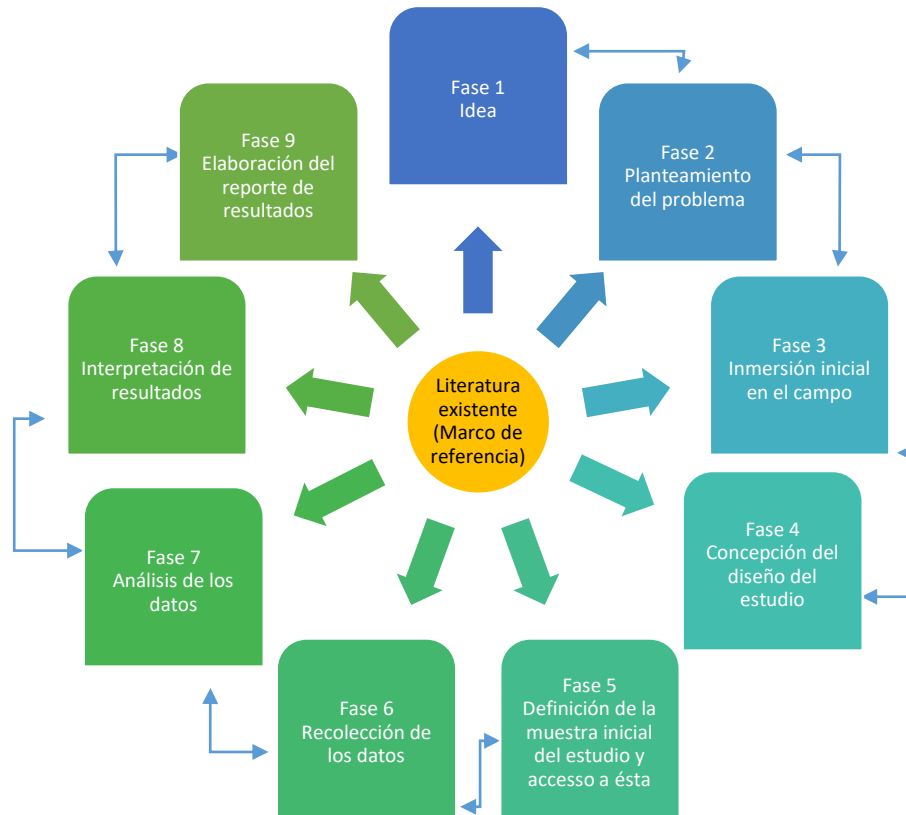 Fase 1
Idea
Fase 2
Planteamiento
del problema
Fase 3
Inmersión inicial
en el campo
Fase 4
Concepción del
diseño del
estudio
Fase 5
Definición de la
muestra inicial
del estudio y
accesso a ésta
Fase 6
Recolección de
los datos
Fase 7
Análisis de los
datos
Fase 8
Interpretación de
resultados
Fase 9
Elaboración del
reporte de
resultados
Literatura
existente
(Marco de
referencia)